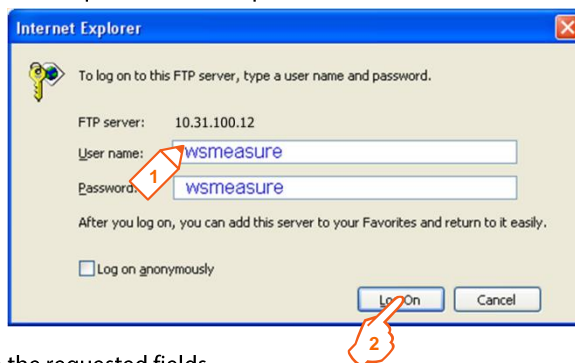 Internet Explorer
To log on to this FTP server, type a user name and password.
FTP server: 10.31.100.12
User name: wsmeasure
1
Password: wsmeasure
After you log on, you can add this server to your Favorites and return to it easily.
Log on anonymously
Log On Cancel
2
the requested fields